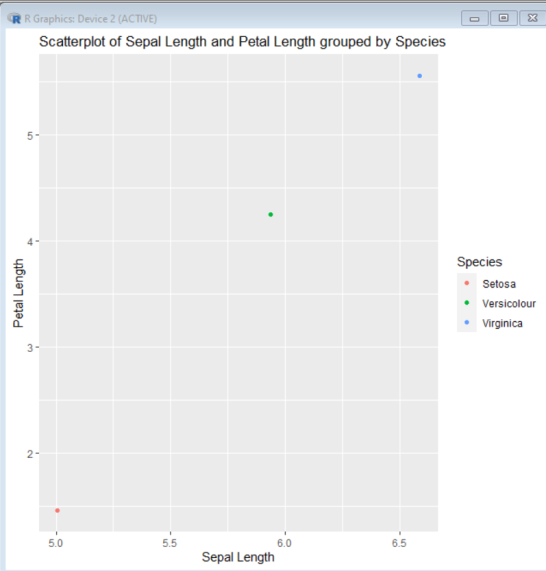 R Graphics: Device 2 (ACTIVE)
Scatterplot of Sepal Length and Petal Length grouped by Species
5
4
3
2
Petal Length
5.0 5.5 6.0 6.5
Sepal Length
Species
Setosa
Versicolour
Virginica